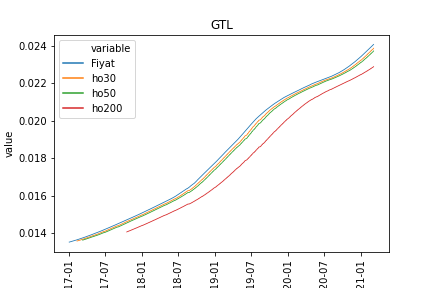 GTL
variable
Fiyat
ho30
ho50
ho200
value
0.024
0.022
0.020
0.018
0.016
0.014
17-01
17-07
18-01
18-07
19-01
19-07
20-01
20-07
21-01